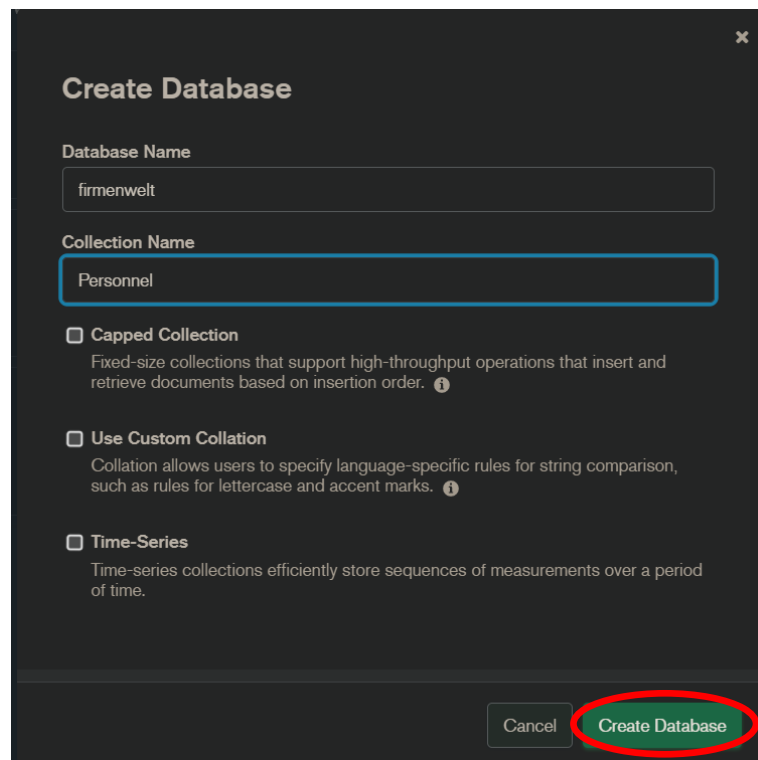 Create Database
Database Name
firmenwelt
Collection Name
Personnel
Capped Collection
Fixed-size collections that support high-throughput operations that insert and
retrieve documents based on insertion order.
Use Custom Collation
Collation allows users to specify language-specific rules for string comparison,
such as rules for lettercase and accent marks.
Time-Series
Time-series collections efficiently store sequences of measurements over a period
of time.
Cancel Create Database